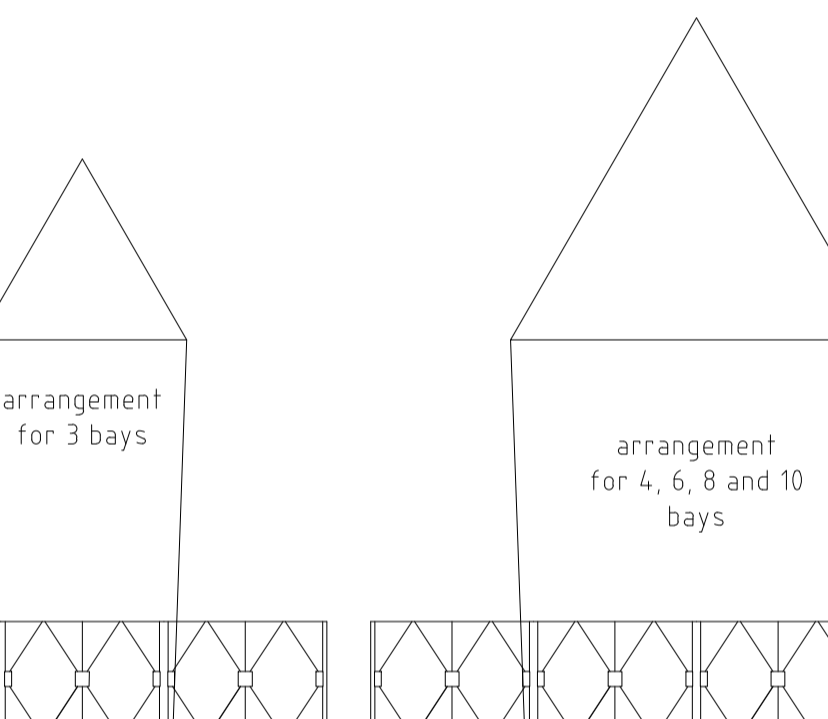 arrangement
for 3 bays
arrangement
for 4, 6, 8 and 10
bays